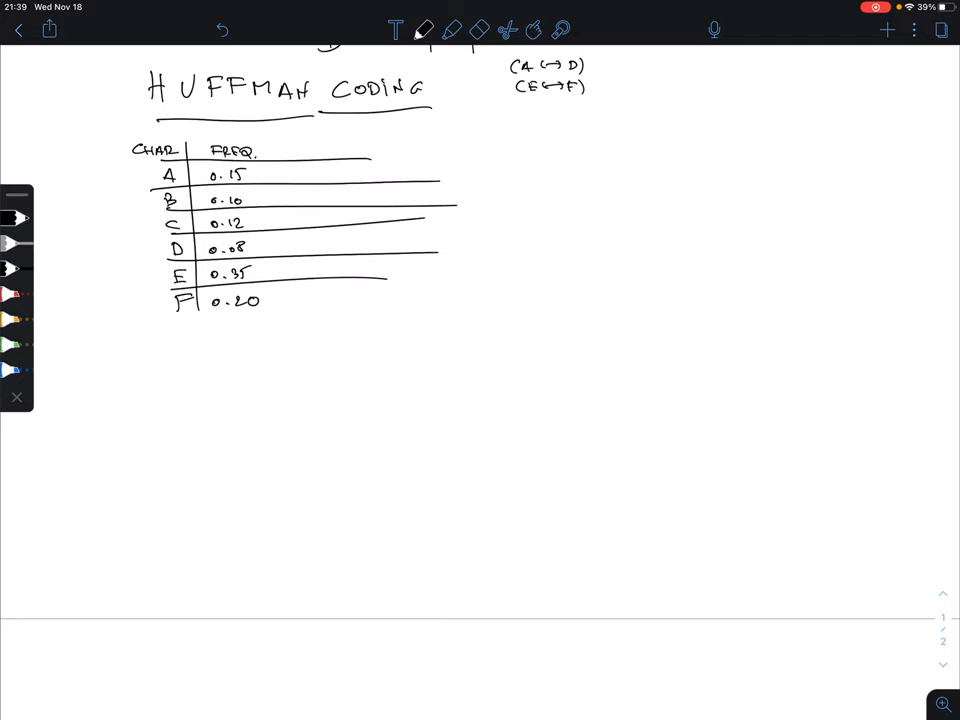 21:39 Wed Nov 18
39%
(A ↔ D)
(E ↔ F)
HUFFMAN CODING
CHAR FREQ.
A 0.15
B 0.10
C 0.12
D 0.08
E 0.35
F 0.20
T
1
2